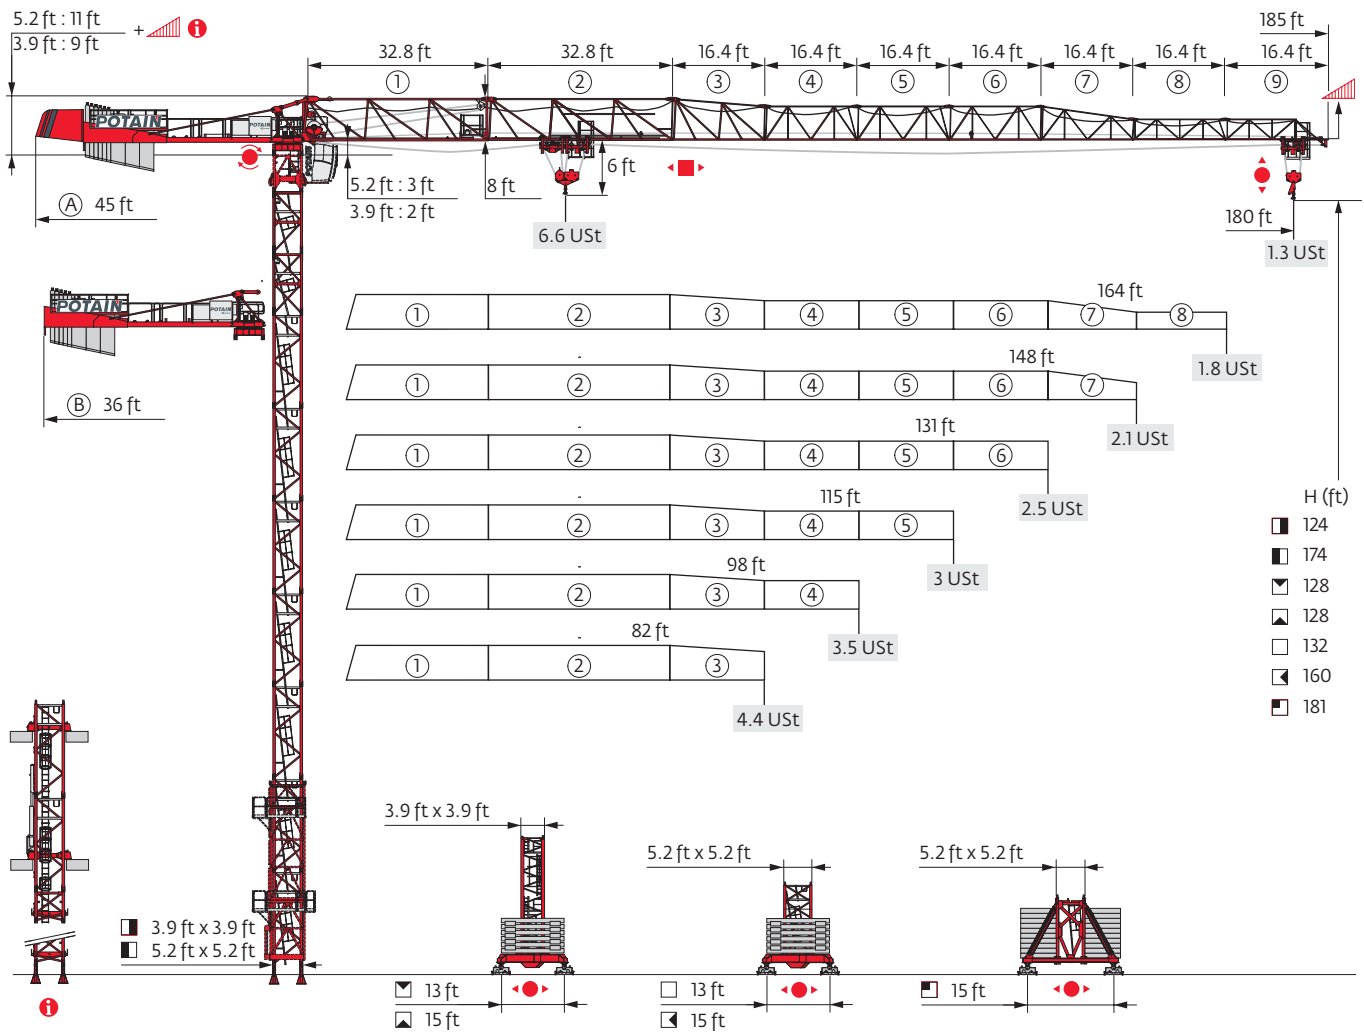 5.2 ft : 11 ft
3.9 ft : 9 ft
+
i
185 ft
32.8 ft
32.8 ft
16.4 ft
16.4 ft
16.4 ft
16.4 ft
16.4 ft
16.4 ft
16.4 ft
1
2
3
4
5
6
7
8
9
POTAIN
POTAIN
5.2 ft : 3 ft
3.9 ft : 2 ft
8 ft
6 ft
A 45 ft
6.6 USt
180 ft
1.3 USt
POTAIN
POTAIN
B 36 ft
164 ft
1
2
3
4
5
6
7
8
1.8 USt
148 ft
1
2
3
4
5
6
7
2.1 USt
131 ft
1
2
3
4
5
6
2.5 USt
115 ft
1
2
3
4
5
3 USt
98 ft
1
2
3
4
3.5 USt
82 ft
1
2
3
4.4 USt
H (ft)
124
174
128
128
132
160
181
3.9 ft x 3.9 ft
5.2 ft x 5.2 ft
i
3.9 ft x 3.9 ft
13 ft
15 ft
5.2 ft x 5.2 ft
13 ft
15 ft
5.2 ft x 5.2 ft
15 ft